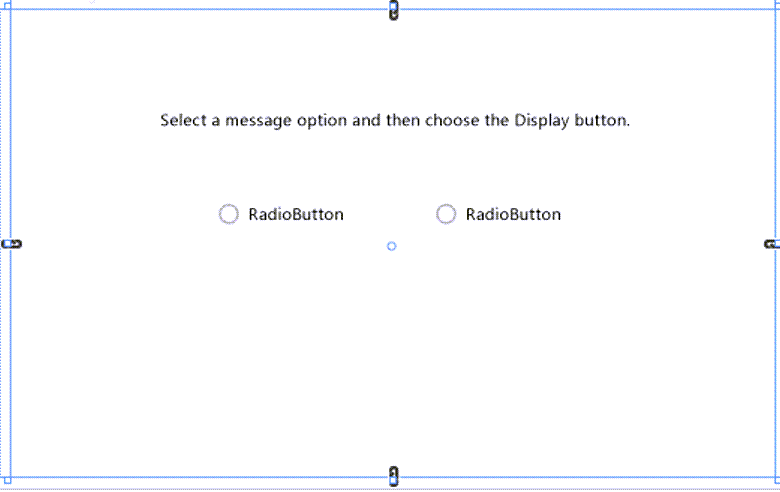 Select a message option and then choose the Display button.
RadioButton RadioButton